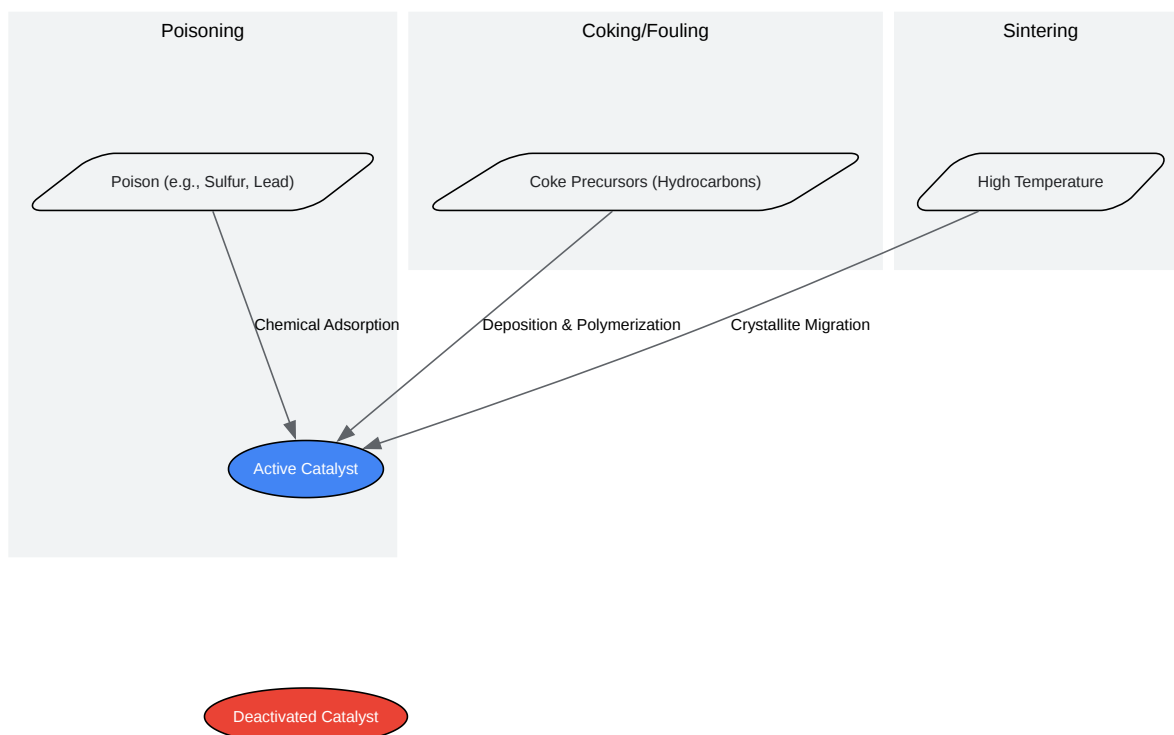 Poisoning
Coking/Fouling
Sintering
Poison (e.g., Sulfur, Lead)
Coke Precursors (Hydrocarbons)
High Temperature
Chemical Adsorption
Deposition & Polymerization
Crystallite Migration
Active Catalyst
Deactivated Catalyst